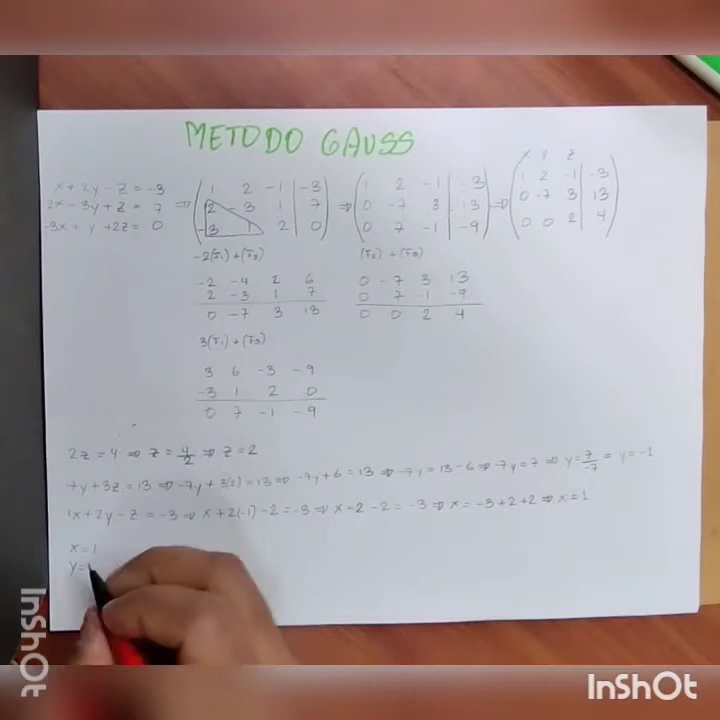 METODO GAUSS
x + 2y - z = -3
2x - 3y + z = 7
-3x + y + 2z = 0
( 1 2 -1 | -3 )
( 2 -3 1 | 7 )
( -3 1 2 | 0 )
⇒
( 1 2 -1 | -3 )
( 0 -7 3 | 13 )
( 0 7 -1 | -9 )
⇒
x y z
( 1 2 -1 | -3 )
( 0 -7 3 | 13 )
( 0 0 2 | 4 )
-2(r₁) + (r₂)
-2 -4 2 6
2 -3 1 7
0 -7 3 13
3(r₁) + (r₃)
3 6 -3 -9
-3 1 2 0
0 7 -1 -9
(r₂) + (r₃)
0 -7 3 13
0 7 -1 -9
0 0 2 4
2z = 4 ⇒ z = 4/2 ⇒ z = 2
-7y + 3z = 13 ⇒ -7y + 3(2) = 13 ⇒ -7y + 6 = 13 ⇒ -7y = 13 - 6 ⇒ -7y = 7 ⇒ y = 7/-7 = y = -1
1x + 2y - z = -3 ⇒ x + 2(-1) - 2 = -3 ⇒ x - 2 - 2 = -3 ⇒ x = -3 + 2 + 2 ⇒ x = 1
x = 1
y =
InShOt
InShOt